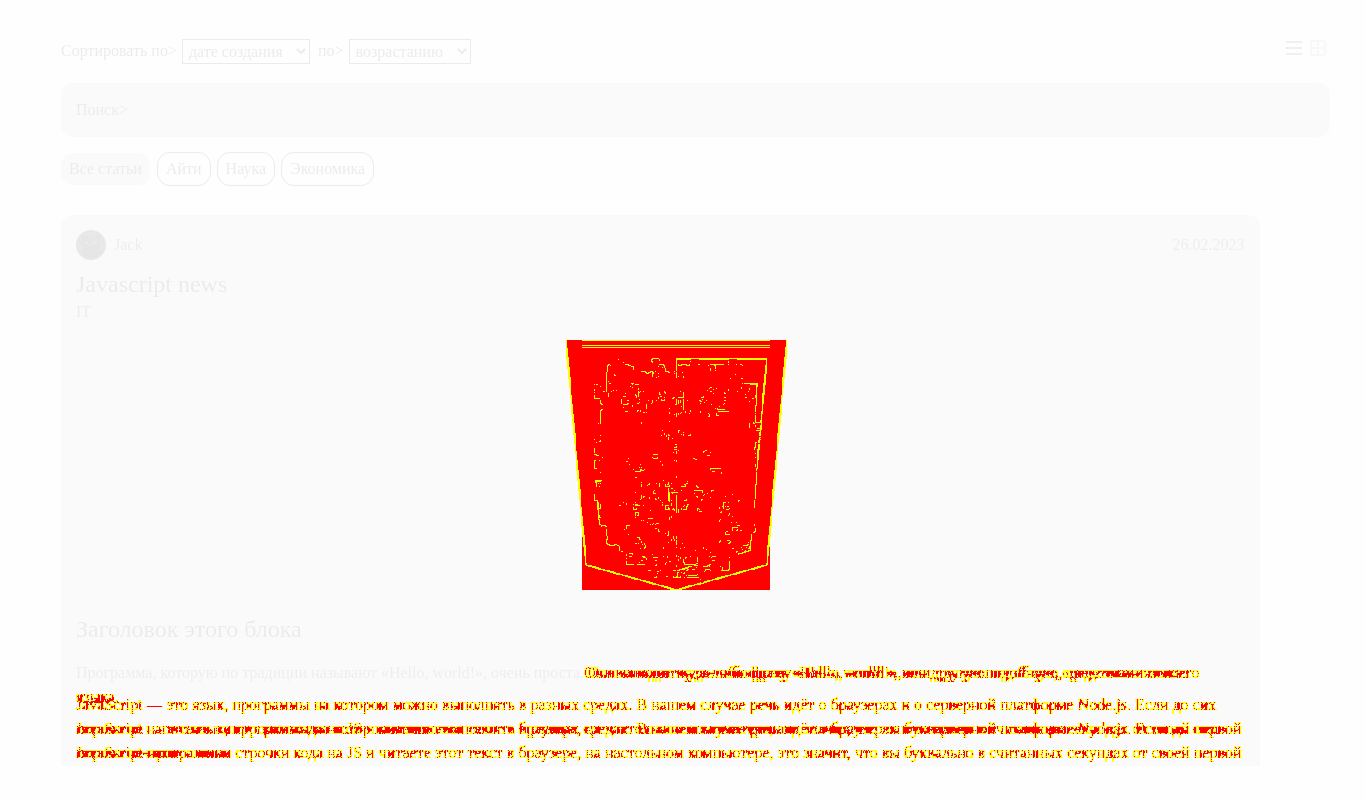 Сортировать по> дате создания по> возрастанию
Поиск>
Все статьи Айти Наука Экономика
Jack 26.02.2023
Javascript news
IT
Заголовок этого блока
Программа, которую по традиции называют «Hello, world!», очень проста.
JavaScript — это язык, программы на котором можно выполнять в разных средах. В нашем случае речь идёт о браузерах и о серверной платформе Node.js. Если до сих
строчки кода на JS и читаете этот текст в браузере, на настольном компьютере, это значит, что вы буквально в считанных секундах от своей первой